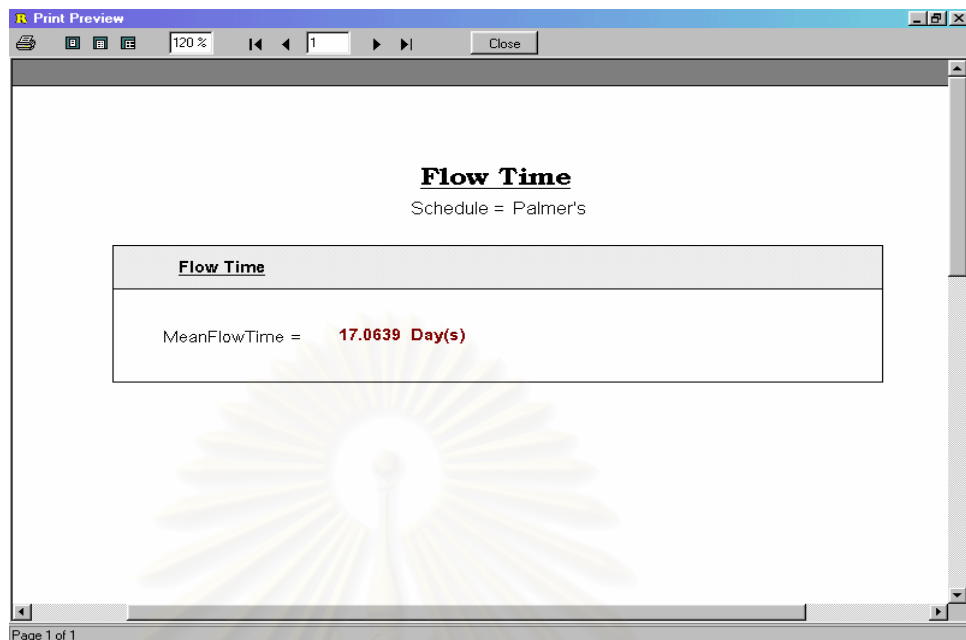 R Print Preview
120 % 1 Close
Flow Time
Schedule = Palmer's
Flow Time
MeanFlowTime = 17.0639 Day(s)
Page 1 of 1